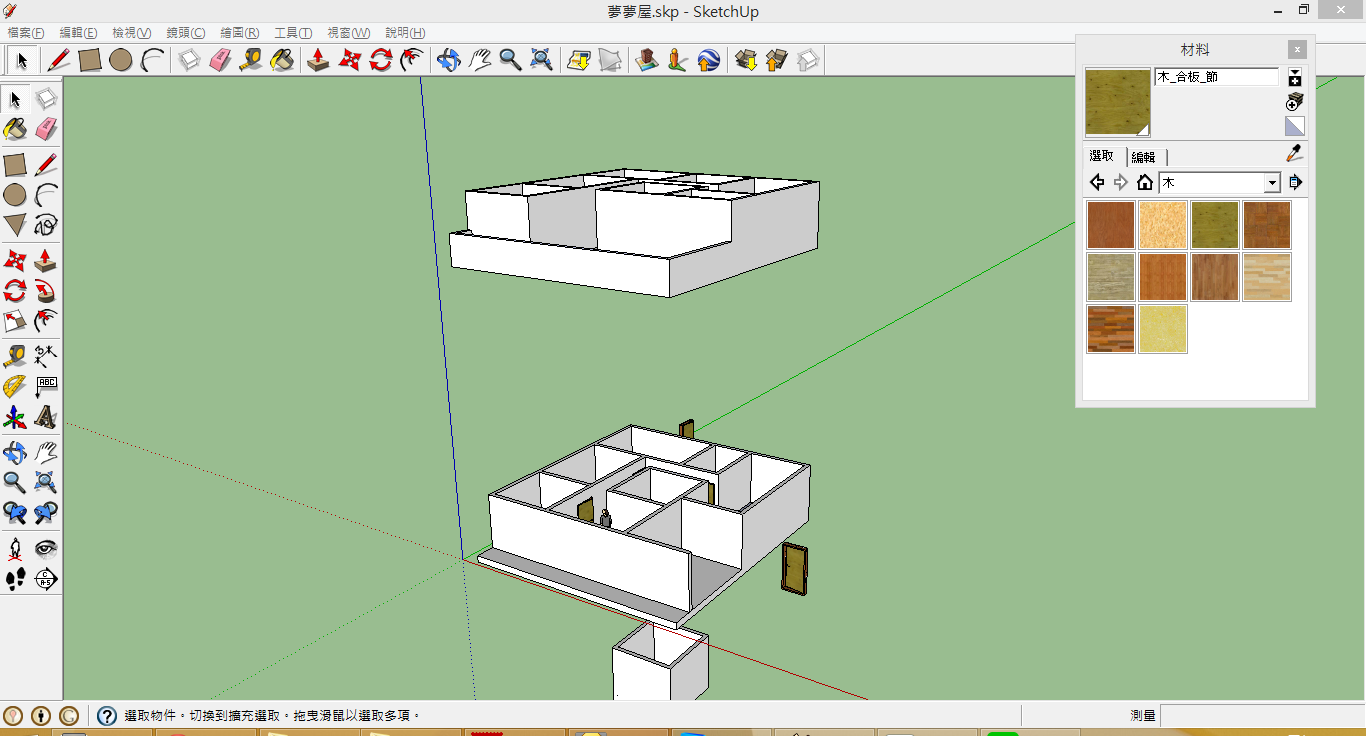 夢夢屋.skp - SketchUp
檔案(F) 編輯(E) 檢視(V) 鏡頭(C) 繪圖(R) 工具(T) 視窗(W) 說明(H)
材料
木_合板_節
選取 編輯
木
ABC
A
C
A-5
選取物件。切換到擴充選取。拖曳滑鼠以選取多項。
測量